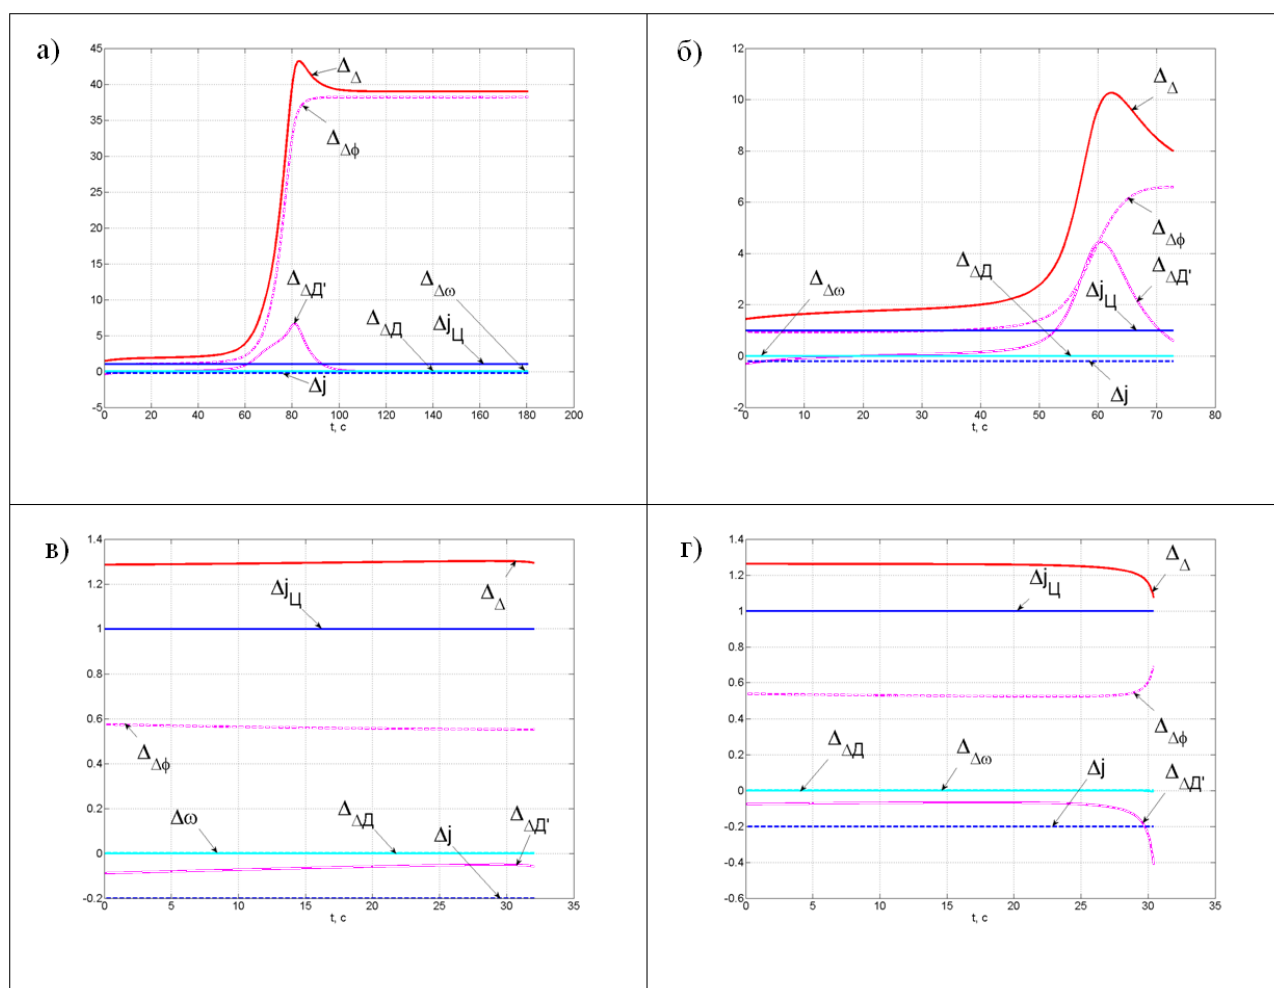 а)
45
40
35
30
25
20
15
10
5
0
-5
0 20 40 60 80 100 120 140 160 180 200
t, c
Δ_Δ
Δ_Δϕ
Δ_ΔД'
Δ_ΔД
Δj_Ц
Δ_Δω
Δj
б)
12
10
8
6
4
2
0
-2
0 10 20 30 40 50 60 70 80
t, c
Δ_Δ
Δ_Δϕ
Δ_ΔД'
Δ_Δω
Δ_ΔД
Δj_Ц
Δj
в)
1.4
1.2
1
0.8
0.6
0.4
0.2
0
-0.2
0 5 10 15 20 25 30 35
t, c
Δj_Ц
Δ_Δ
Δ_Δϕ
Δω
Δ_ΔД
Δj
Δ_ΔД'
г)
1.4
1.2
1
0.8
0.6
0.4
0.2
0
-0.2
-0.4
-0.6
0 5 10 15 20 25 30 35
t, c
Δj_Ц
Δ_Δ
Δ_Δϕ
Δ_ΔД
Δ_Δω
Δj
Δ_ΔД'